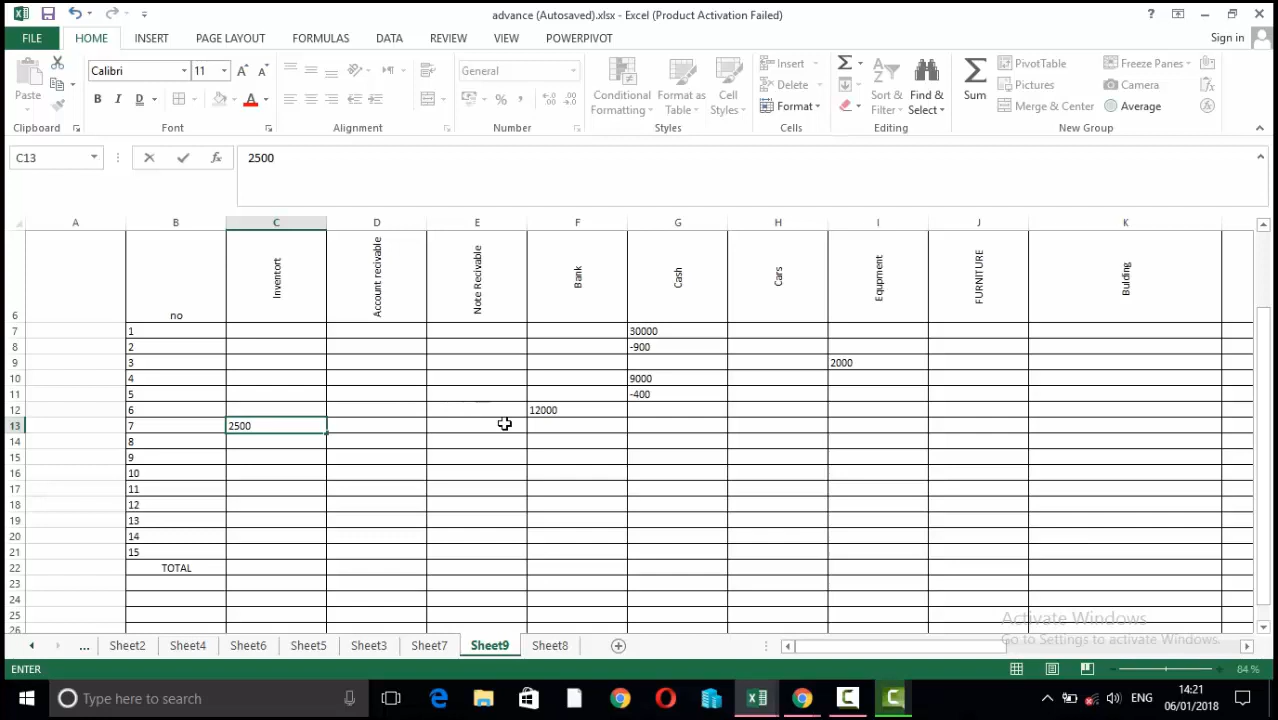 advance (Autosaved).xlsx - Excel (Product Activation Failed)
FILE HOME INSERT PAGE LAYOUT FORMULAS DATA REVIEW VIEW POWERPIVOT Sign in
Paste
Clipboard
Calibri 11
Font
Alignment
General
Number
Conditional Formatting
Format as Table
Cell Styles
Styles
Insert
Delete
Format
Cells
Sort & Filter
Find & Select
Editing
Sum
PivotTable
Pictures
Merge & Center
Freeze Panes
Camera
Average
New Group
C13 2500
A B C D E F G H I J K
6 no Inventort Account recivable Note Recivable Bank Cash Cars Equpment FURNITURE Bulding
7 1 30000
8 2 -900
9 3 2000
10 4 9000
11 5 -400
12 6 12000
13 7 2500
14 8
15 9
16 10
17 11
18 12
19 13
20 14
21 15
22 TOTAL
23
24
25
26
Activate Windows
Go to Settings to activate Windows.
... Sheet2 Sheet4 Sheet6 Sheet5 Sheet3 Sheet7 Sheet9 Sheet8
ENTER 84 %
Type here to search
ENG
14:21
06/01/2018